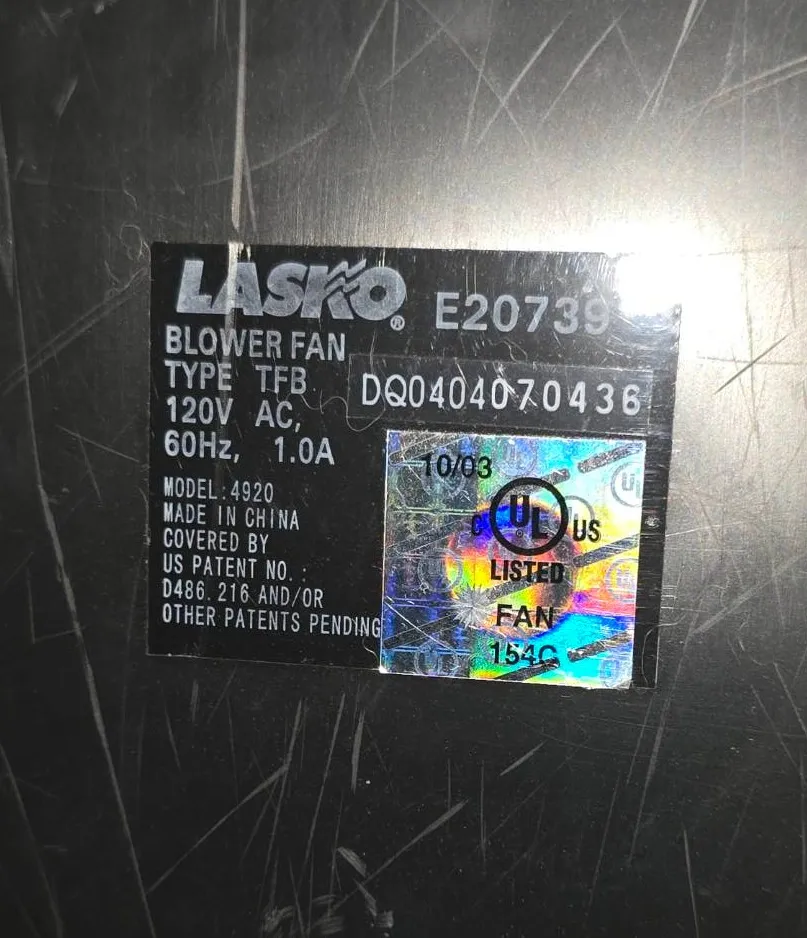 LASKO® E20739
BLOWER FAN
TYPE TFB
DQ0404070436
120V AC,
60Hz, 1.0A
MODEL:4920
MADE IN CHINA
COVERED BY
US PATENT NO.:
D486.216 AND/OR
OTHER PATENTS PENDING
10/03
C UL US
LISTED
FAN
154C